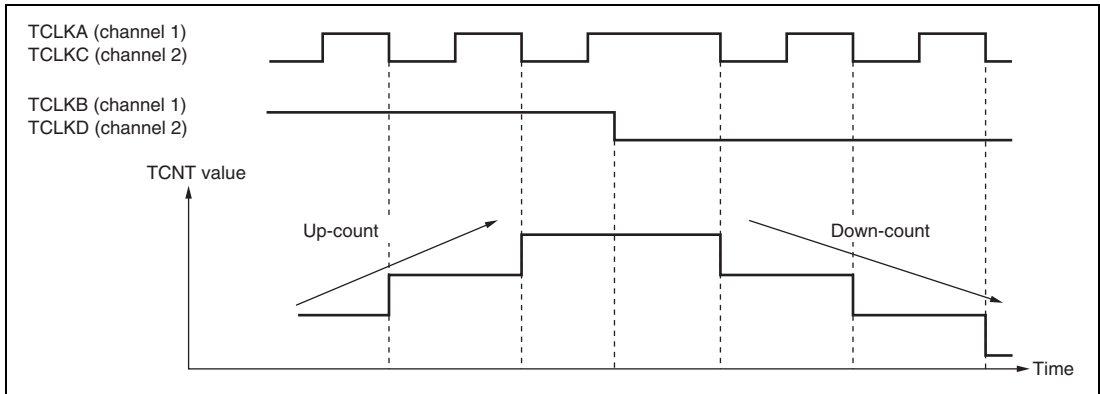 TCLKA (channel 1)
TCLKC (channel 2)
TCLKB (channel 1)
TCLKD (channel 2)
TCNT value
Up-count
Down-count
Time